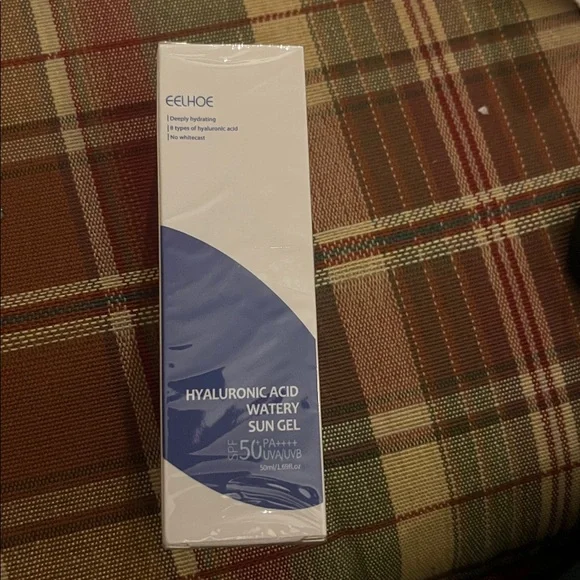 EELHOE
Deeply hydrating
8 types of hyaluronic acid
No whitecast
HYALURONIC ACID
WATERY
SUN GEL
SPF 50+ PA++++
UVA/UVB
50ml/1.69fl.oz